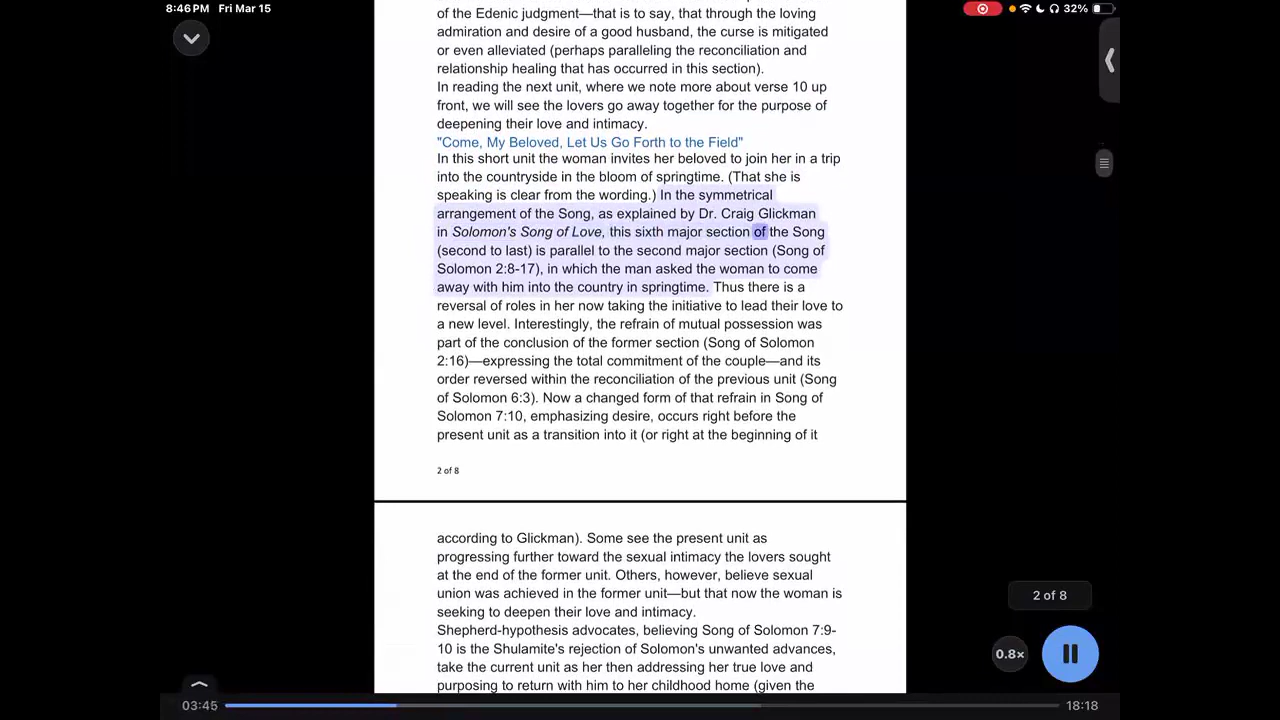 8:46 PM Fri Mar 15
32%
of the Edenic judgment—that is to say, that through the loving
admiration and desire of a good husband, the curse is mitigated
or even alleviated (perhaps paralleling the reconciliation and
relationship healing that has occurred in this section).
In reading the next unit, where we note more about verse 10 up
front, we will see the lovers go away together for the purpose of
deepening their love and intimacy.
"Come, My Beloved, Let Us Go Forth to the Field"
In this short unit the woman invites her beloved to join her in a trip
into the countryside in the bloom of springtime. (That she is
speaking is clear from the wording.) In the symmetrical
arrangement of the Song, as explained by Dr. Craig Glickman
in Solomon's Song of Love, this sixth major section of the Song
(second to last) is parallel to the second major section (Song of
Solomon 2:8-17), in which the man asked the woman to come
away with him into the country in springtime. Thus there is a
reversal of roles in her now taking the initiative to lead their love to
a new level. Interestingly, the refrain of mutual possession was
part of the conclusion of the former section (Song of Solomon
2:16)—expressing the total commitment of the couple—and its
order reversed within the reconciliation of the previous unit (Song
of Solomon 6:3). Now a changed form of that refrain in Song of
Solomon 7:10, emphasizing desire, occurs right before the
present unit as a transition into it (or right at the beginning of it
2 of 8
according to Glickman). Some see the present unit as
progressing further toward the sexual intimacy the lovers sought
at the end of the former unit. Others, however, believe sexual
union was achieved in the former unit—but that now the woman is
seeking to deepen their love and intimacy.
Shepherd-hypothesis advocates, believing Song of Solomon 7:9-
10 is the Shulamite's rejection of Solomon's unwanted advances,
take the current unit as her then addressing her true love and
purposing to return with him to her childhood home (given the
2 of 8
0.8×
03:45
18:18